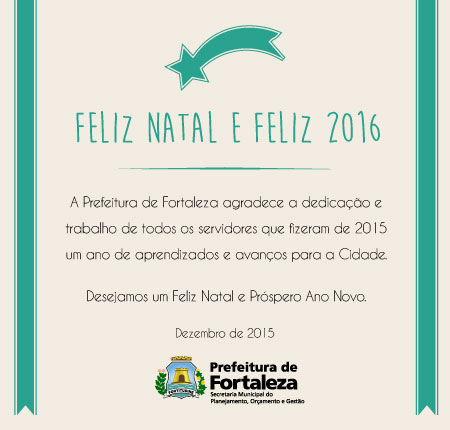 FELIZ NATAL E FELIZ 2016
A Prefeitura de Fortaleza agradece a dedicação e
trabalho de todos os servidores que fizeram de 2015
um ano de aprendizados e avanços para a Cidade.
Desejamos um Feliz Natal e Próspero Ano Novo.
Dezembro de 2015
FORTITUDINE
Prefeitura de
Fortaleza
Secretaria Municipal do
Planejamento, Orçamento e Gestão